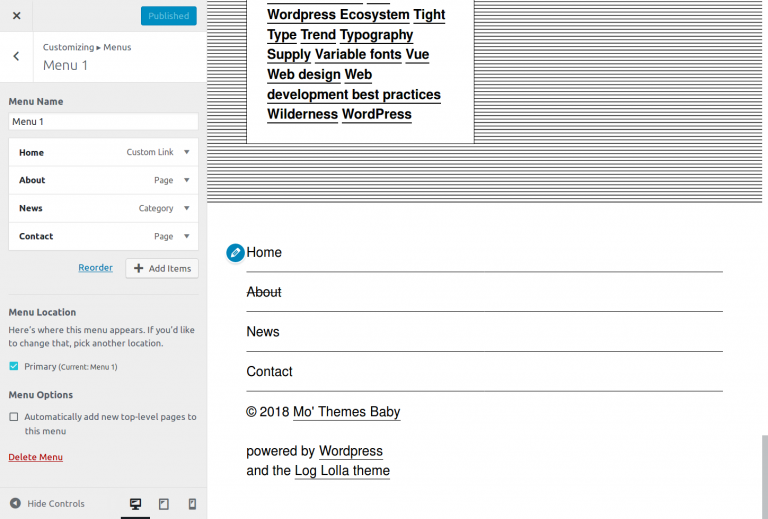 Published
Customizing ▸ Menus
Menu 1
Menu Name
Menu 1
Home Custom Link
About Page
News Category
Contact Page
Reorder
Add Items
Menu Location
Here's where this menu appears. If you'd like
to change that, pick another location.
Primary (Current: Menu 1)
Menu Options
Automatically add new top-level pages to
this menu
Delete Menu
Hide Controls
Wordpress Ecosystem Tight
Type Trend Typography
Supply Variable fonts Vue
Web design Web
development best practices
Wilderness WordPress
Home
About
News
Contact
© 2018 Mo' Themes Baby
powered by Wordpress
and the Log Lolla theme